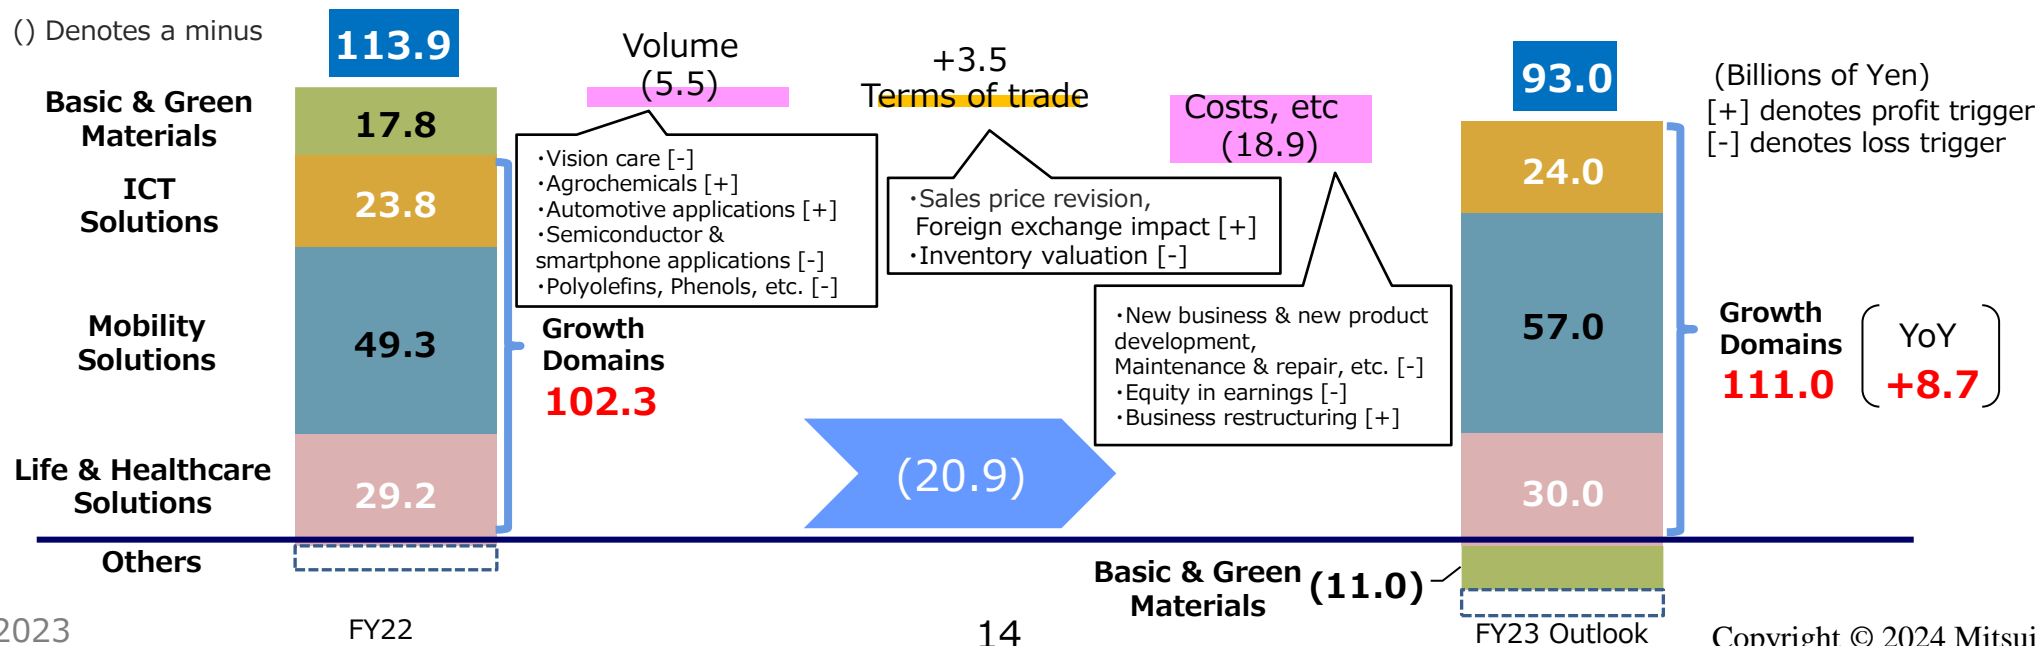 () Denotes a minus
113.9
Basic & Green
Materials
17.8
ICT
Solutions
23.8
Mobility
Solutions
49.3
Life & Healthcare
Solutions
29.2
Others
FY22
Growth
Domains
102.3
Volume
(5.5)
・Vision care [-]
・Agrochemicals [+]
・Automotive applications [+]
・Semiconductor &
smartphone applications [-]
・Polyolefins, Phenols, etc. [-]
+3.5
Terms of trade
・Sales price revision,
Foreign exchange impact [+]
・Inventory valuation [-]
Costs, etc
(18.9)
・New business & new product
development,
Maintenance & repair, etc. [-]
・Equity in earnings [-]
・Business restructuring [+]
(20.9)
93.0
24.0
57.0
30.0
Basic & Green
Materials
(11.0)
FY23 Outlook
(Billions of Yen)
[+] denotes profit trigger
[-] denotes loss trigger
Growth
Domains
111.0
YoY
+8.7
2023
14
Copyright © 2024 Mitsui